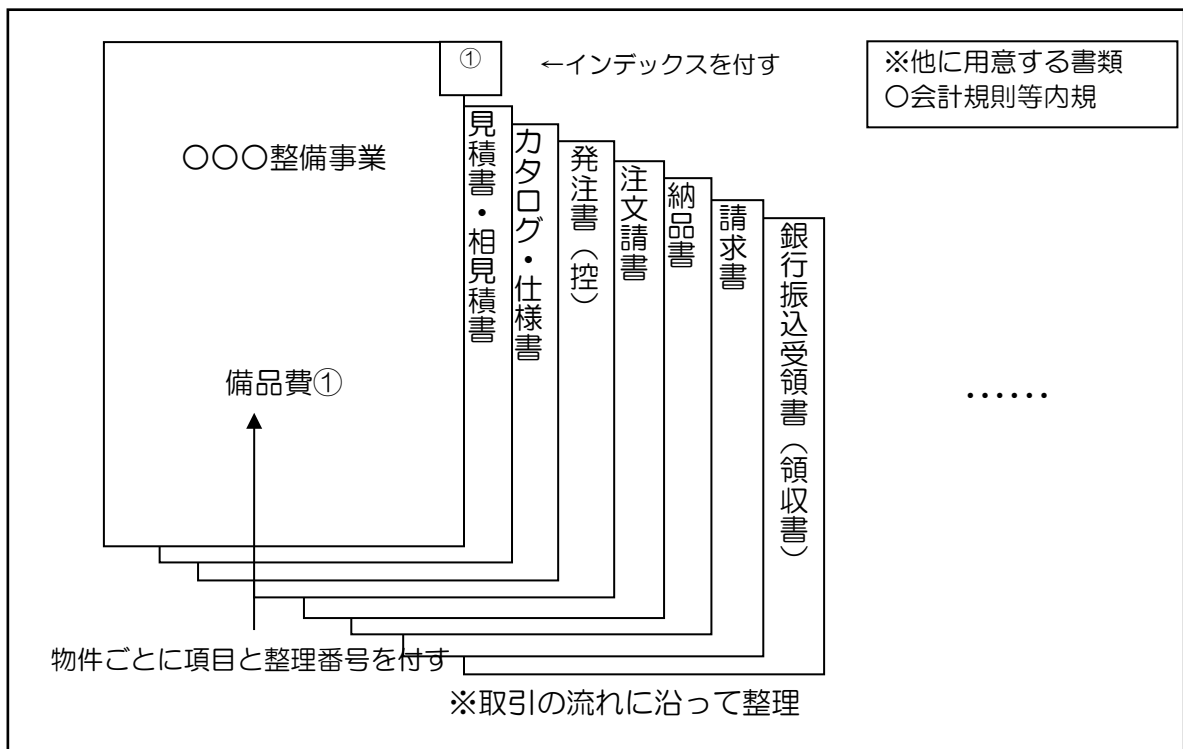 ①
←インデックスを付す
※他に用意する書類
〇会計規則等内規
〇〇〇整備事業
見積書・相見積書
カタログ・仕様書
発注書（控）
注文請書
納品書
請求書
銀行振込受領書（領収書）
備品費①
……
物件ごとに項目と整理番号を付す
※取引の流れに沿って整理